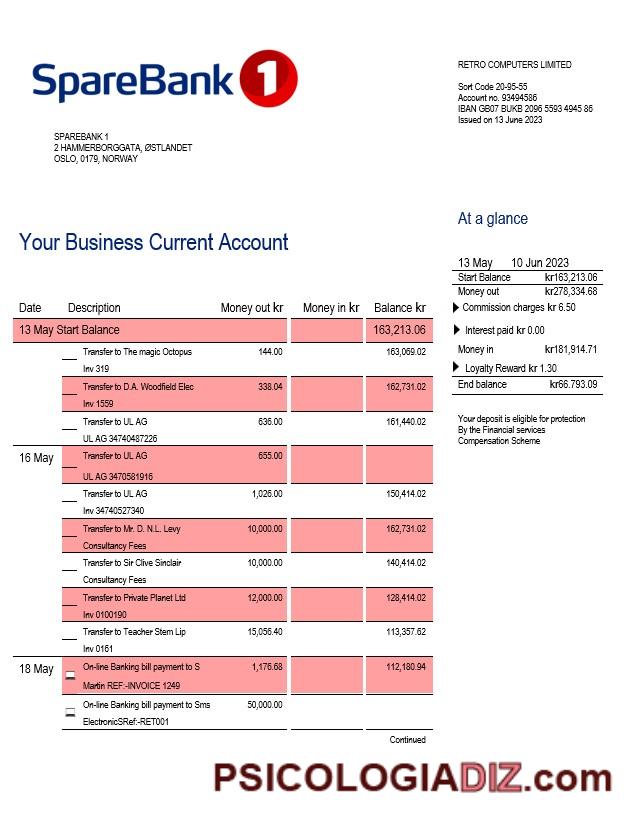 SpareBank 1
RETRO COMPUTERS LIMITED
Sort Code 20-95-55
Account no. 93494586
IBAN GB07 BUKB 2096 5593 4945 86
Issued on 13 June 2023
SPAREBANK 1
2 HAMMERBORGGATA, ØSTLANDET
OSLO, 0179, NORWAY
At a glance
Your Business Current Account
13 May 10 Jun 2023
Start Balance kr163,213.06
Money out kr278,334.68
Commission charges kr 6.50
Interest paid kr 0.00
Money in kr181,914.71
Loyalty Reward kr 1.30
End balance kr66.793.09
Your deposit is eligible for protection
By the Financial services
Compensation Scheme
Date Description Money out kr Money in kr Balance kr
13 May Start Balance 163,213.06
Transfer to The magic Octopus 144.00 163,069.02
Inv 319
Transfer to D.A. Woodfield Elec 338.04 162,731.02
Inv 1559
Transfer to UL AG 636.00 161,440.02
UL AG 34740487226
16 May Transfer to UL AG 655.00
UL AG 3470581916
Transfer to UL AG 1,026.00 150,414.02
Inv 34740527340
Transfer to Mr. D. N.L. Levy 10,000.00 162,731.02
Consultancy Fees
Transfer to Sir Clive Sinclair 10,000.00 140,414.02
Consultancy Fees
Transfer to Private Planet Ltd 12,000.00 128,414.02
Inv 0100190
Transfer to Teacher Stem Lip 15,056.40 113,357.62
Inv 0161
18 May On-line Banking bill payment to S 1,176.68 112,180.94
Martin REF:-INVOICE 1249
On-line Banking bill payment to Sms 50,000.00
ElectronicSRef:-RET001
Continued
PSICOLOGIADIZ.com